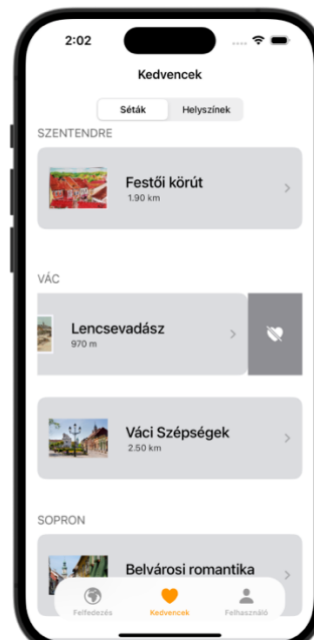 2:02
Kedvencek
Séták Helyszínek
SZENTENDRE
Festői körút
1.90 km
VÁC
Lencsevadász
970 m
Váci Szépségek
2.50 km
SOPRON
Belvárosi romantika
Felfedezés Kedvencek Felhasználó